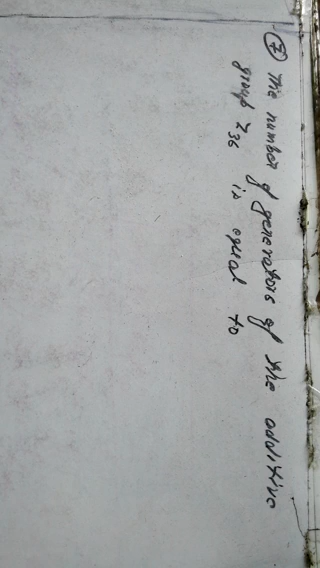 ⑦ The number of generators of the additive
group Z₃₆ is equal to